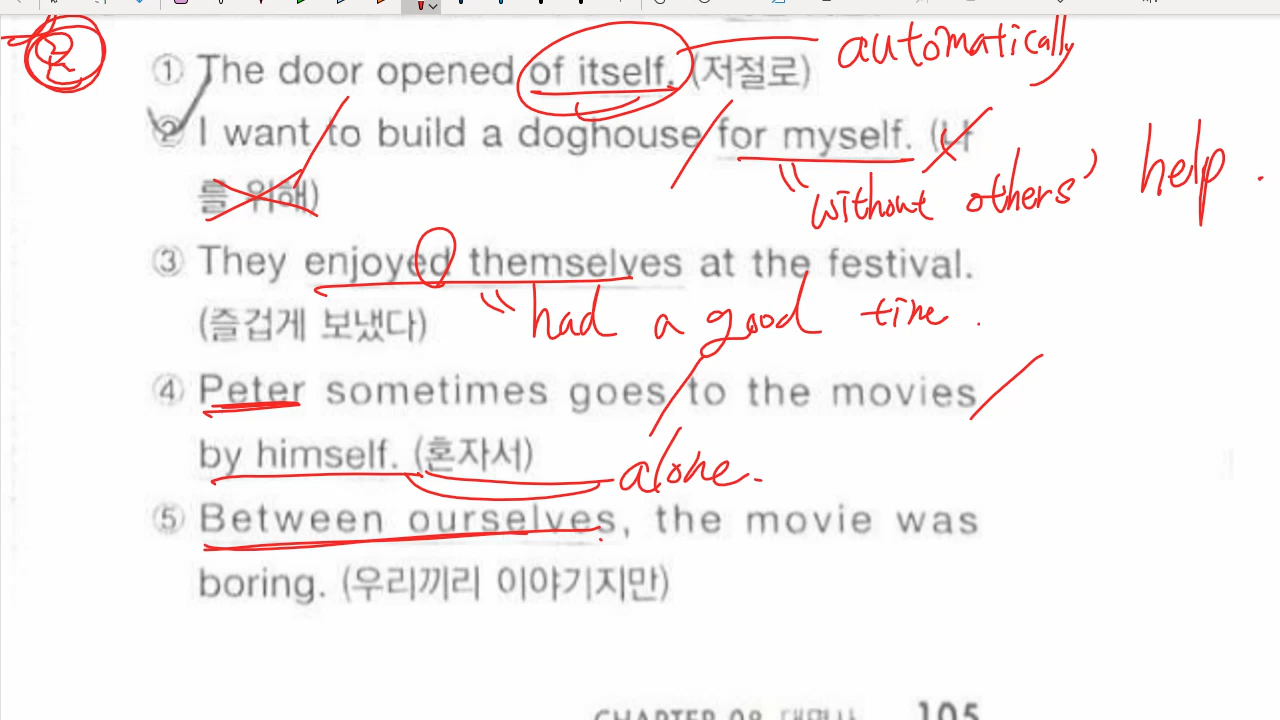 ① The door opened of itself. (저절로) automatically
② I want to build a doghouse for myself. (나
를 위해) "without others' help.
③ They enjoyed themselves at the festival.
(즐겁게 보냈다) "had a good time.
④ Peter sometimes goes to the movies
by himself. (혼자서) alone.
⑤ Between ourselves, the movie was
boring. (우리끼리 이야기지만)
CHAPTER 08 대명사 105